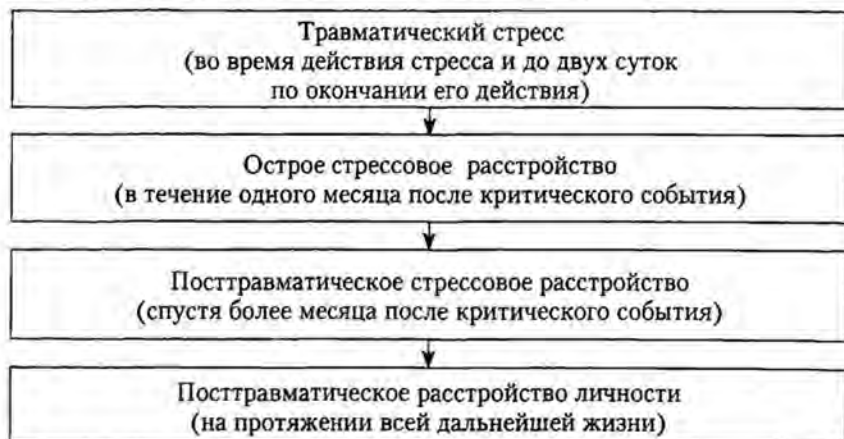 Травматический стресс
(во время действия стресса и до двух суток
по окончании его действия)
Острое стрессовое расстройство
(в течение одного месяца после критического события)
Посттравматическое стрессовое расстройство
(спустя более месяца после критического события)
Посттравматическое расстройство личности
(на протяжении всей дальнейшей жизни)